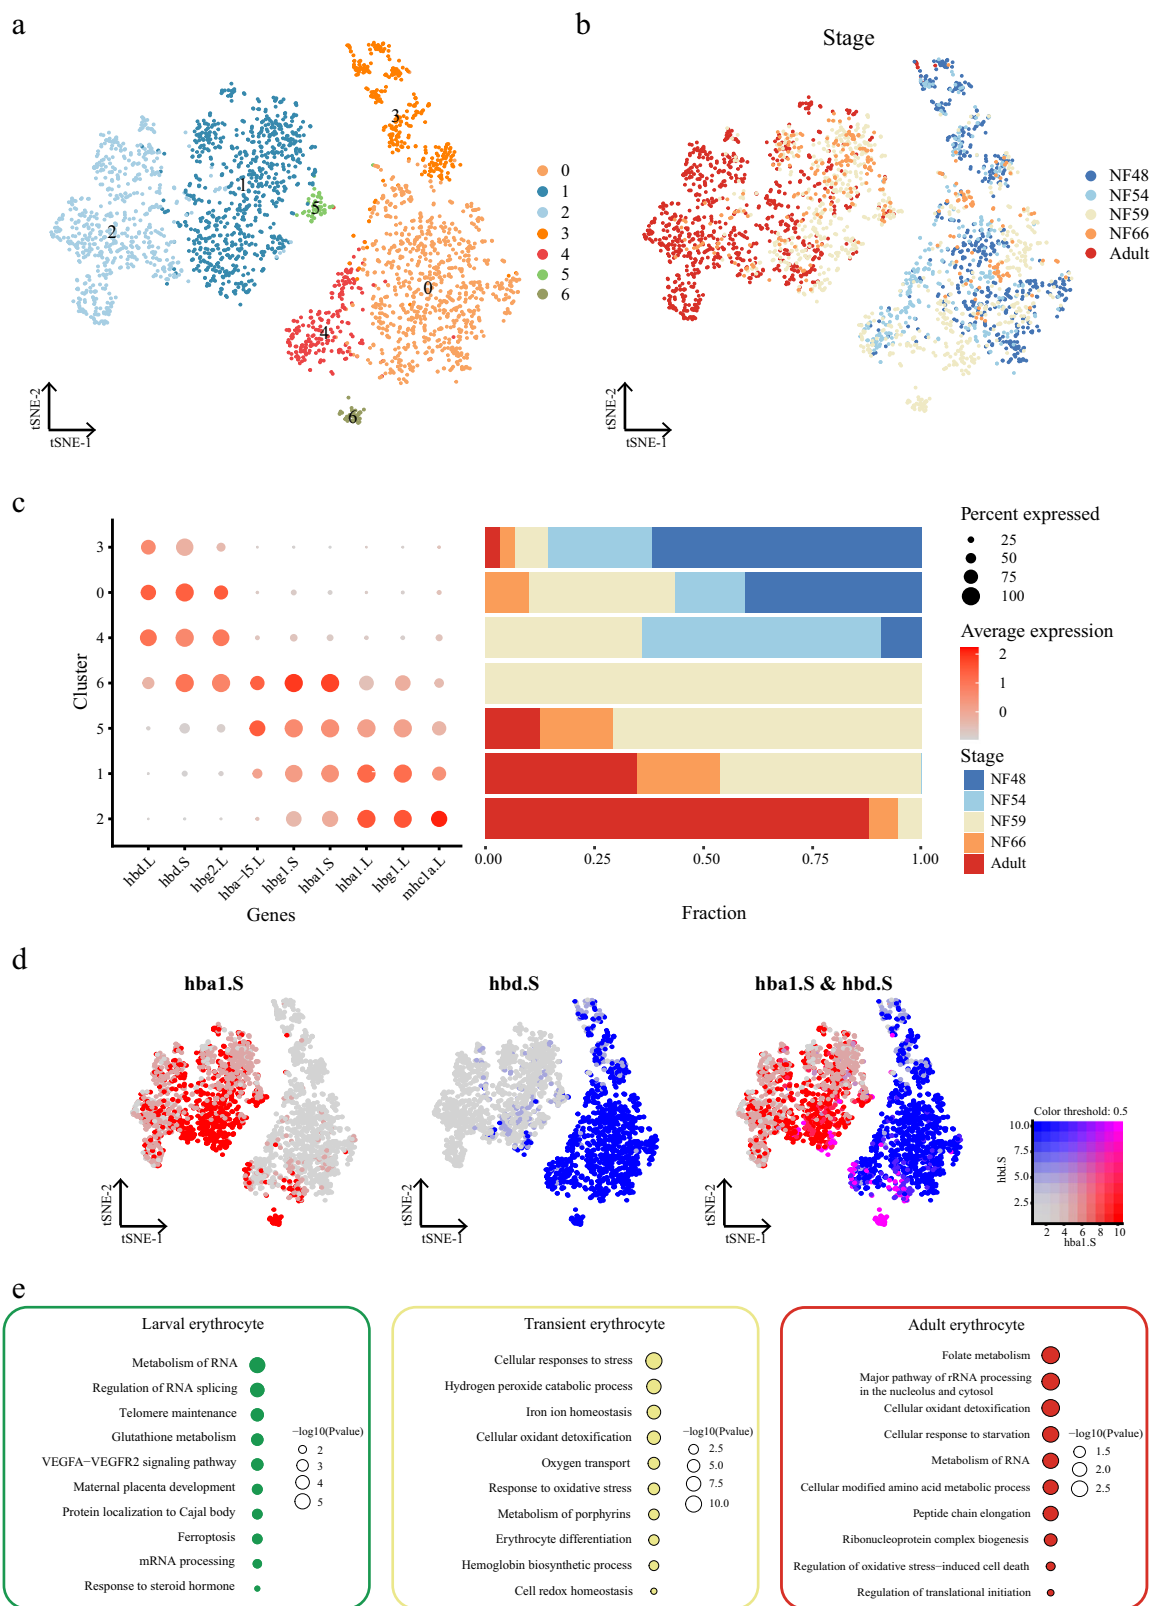 a
3
1
2
5
0
4
6
0
1
2
3
4
5
6
tSNE-2
tSNE-1
b
Stage
NF48
NF54
NF59
NF66
Adult
tSNE-2
tSNE-1
c
Cluster
3
0
4
6
5
1
2
hbd.L
hbd.S
hbg2.L
hba−15.L
hbg1.S
hba1.S
hba1.L
hbg1.L
mhc1a.L
Genes
0.00
0.25
0.50
0.75
1.00
Fraction
Percent expressed
25
50
75
100
Average expression
2
1
0
Stage
NF48
NF54
NF59
NF66
Adult
d
hba1.S
tSNE-2
tSNE-1
hbd.S
tSNE-2
tSNE-1
hba1.S & hbd.S
tSNE-2
tSNE-1
Color threshold: 0.5
10.0
7.5
5.0
2.5
hbd.S
2 4 6 8 10
hba1.S
e
Larval erythrocyte
Metabolism of RNA
Regulation of RNA splicing
Telomere maintenance
Glutathione metabolism
VEGFA−VEGFR2 signaling pathway
Maternal placenta development
Protein localization to Cajal body
Ferroptosis
mRNA processing
Response to steroid hormone
−log10(Pvalue)
2
3
4
5
Transient erythrocyte
Cellular responses to stress
Hydrogen peroxide catabolic process
Iron ion homeostasis
Cellular oxidant detoxification
Oxygen transport
Response to oxidative stress
Metabolism of porphyrins
Erythrocyte differentiation
Hemoglobin biosynthetic process
Cell redox homeostasis
−log10(Pvalue)
2.5
5.0
7.5
10.0
Adult erythrocyte
Folate metabolism
Major pathway of rRNA processing
in the nucleolus and cytosol
Cellular oxidant detoxification
Cellular response to starvation
Metabolism of RNA
Cellular modified amino acid metabolic process
Peptide chain elongation
Ribonucleoprotein complex biogenesis
Regulation of oxidative stress−induced cell death
Regulation of translational initiation
−log10(Pvalue)
1.5
2.0
2.5